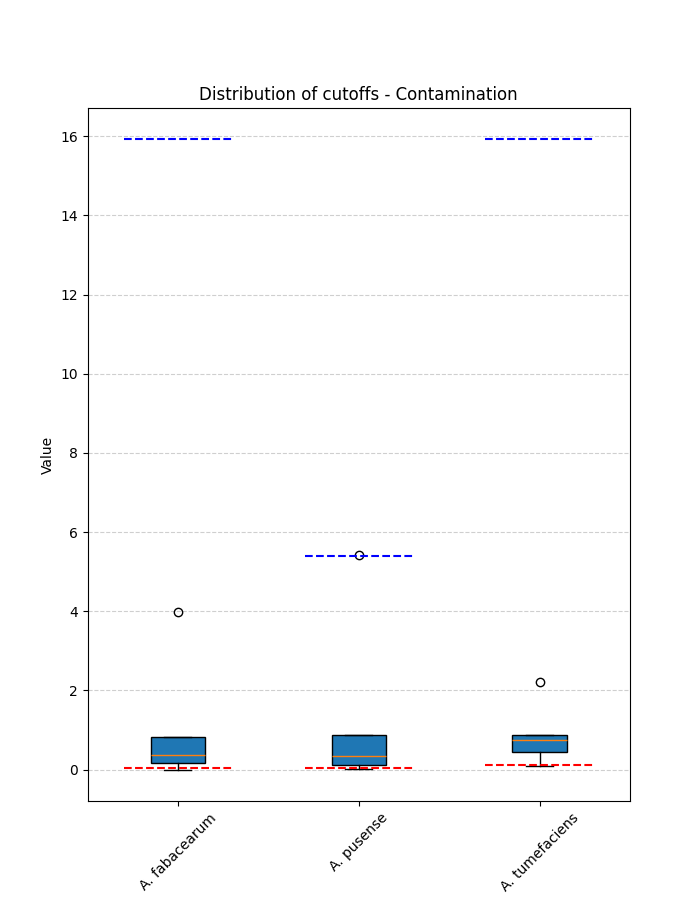 Distribution of cutoffs - Contamination
16
14
12
10
8
6
4
2
0
Value
A. fabacearum
A. pusense
A. tumefaciens